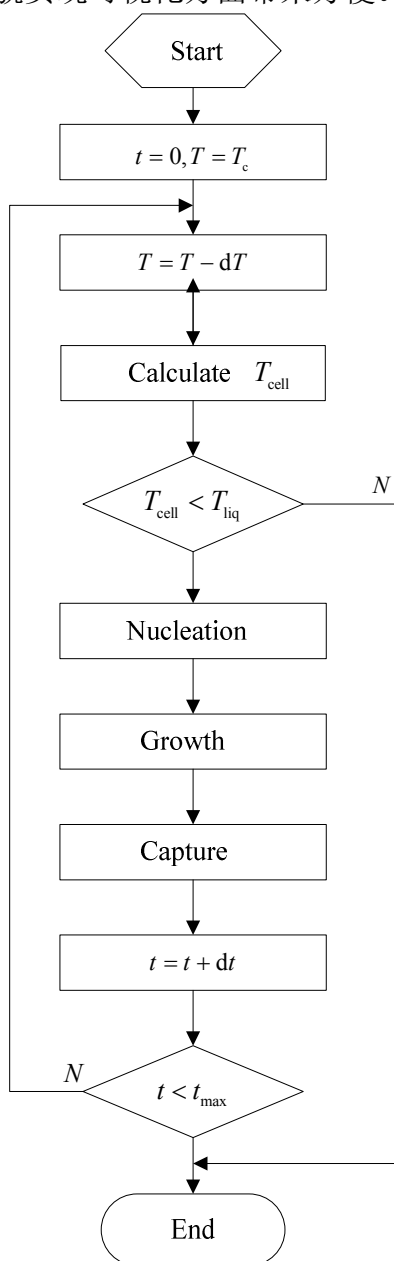 Start
t = 0, T = T_c
T = T − dT
Calculate T_cell
T_cell < T_liq
N
Nucleation
Growth
Capture
t = t + dt
N
t < t_max
End